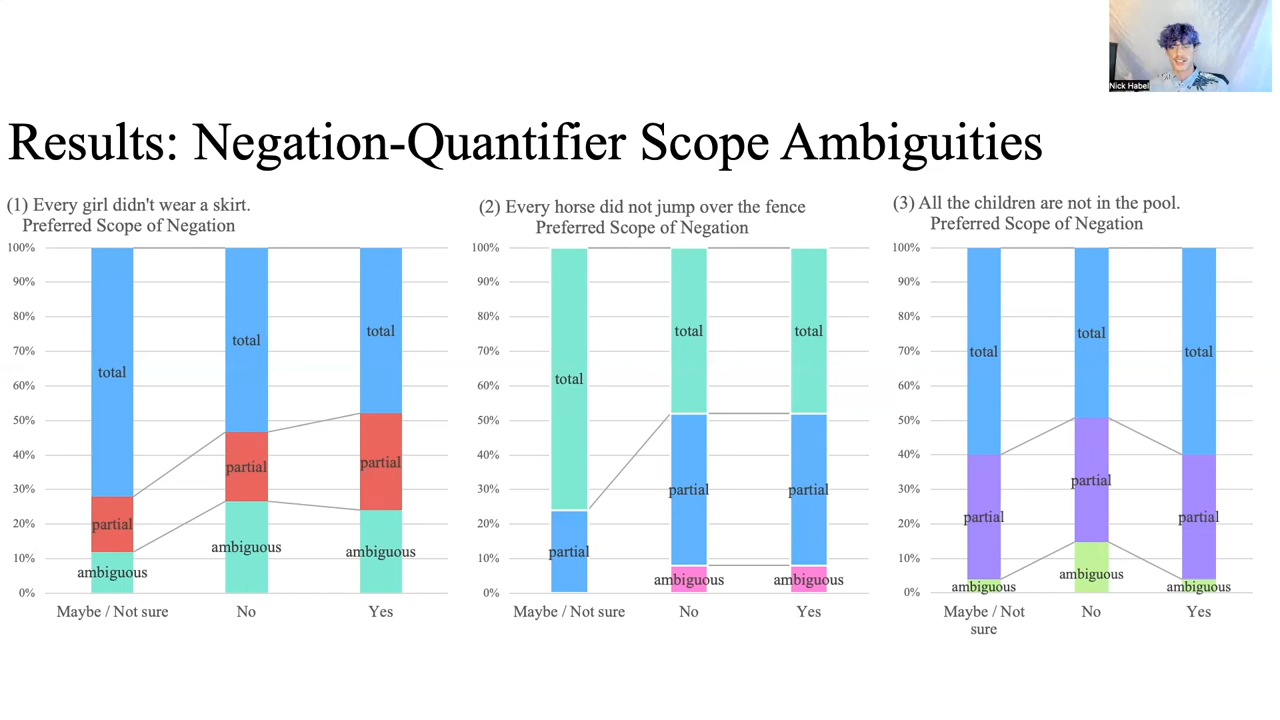 Nick Habel
Results: Negation-Quantifier Scope Ambiguities
(1) Every girl didn't wear a skirt.
Preferred Scope of Negation
100%
90%
80%
70%
60%
50%
40%
30%
20%
10%
0%
total
total
total
partial
partial
partial
ambiguous
ambiguous
ambiguous
Maybe / Not sure
No
Yes
(2) Every horse did not jump over the fence
Preferred Scope of Negation
100%
90%
80%
70%
60%
50%
40%
30%
20%
10%
0%
total
total
total
partial
partial
partial
ambiguous
ambiguous
Maybe / Not sure
No
Yes
(3) All the children are not in the pool.
Preferred Scope of Negation
100%
90%
80%
70%
60%
50%
40%
30%
20%
10%
0%
total
total
total
partial
partial
partial
ambiguous
ambiguous
ambiguous
Maybe / Not
sure
No
Yes